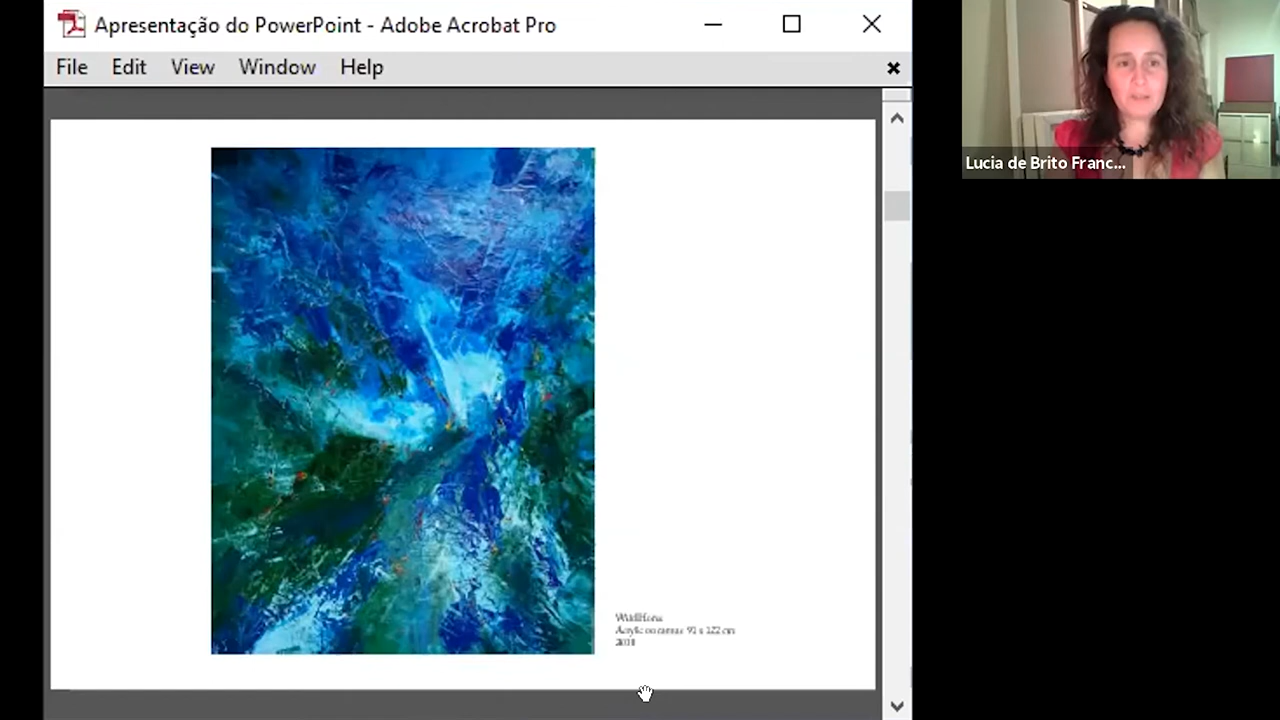 Apresentação do PowerPoint - Adobe Acrobat Pro
File Edit View Window Help
Lucia de Brito Franc...
Acrylic on canvas 92 x 122 cm